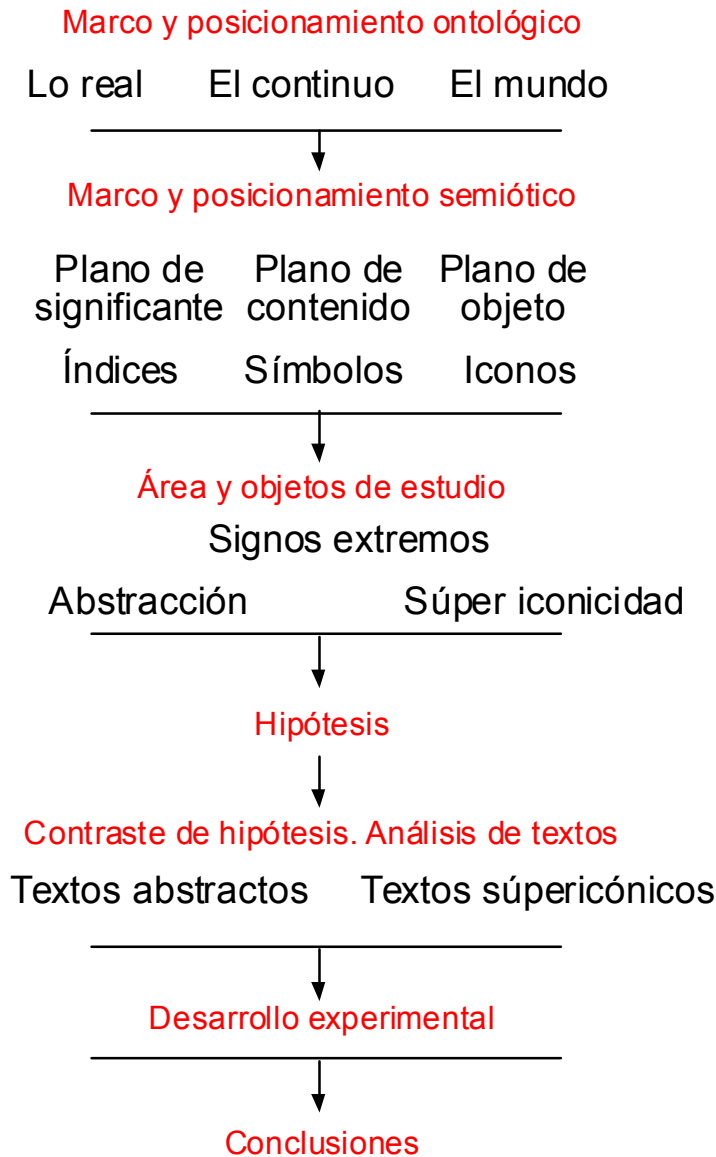 Marco y posicionamiento ontológico
Lo real El continuo El mundo
Marco y posicionamiento semiótico
Plano de Plano de Plano de
significante contenido objeto
Índices Símbolos Iconos
Área y objetos de estudio
Signos extremos
Abstracción Súper iconicidad
Hipótesis
Contraste de hipótesis. Análisis de textos
Textos abstractos Textos súpericónicos
Desarrollo experimental
Conclusiones